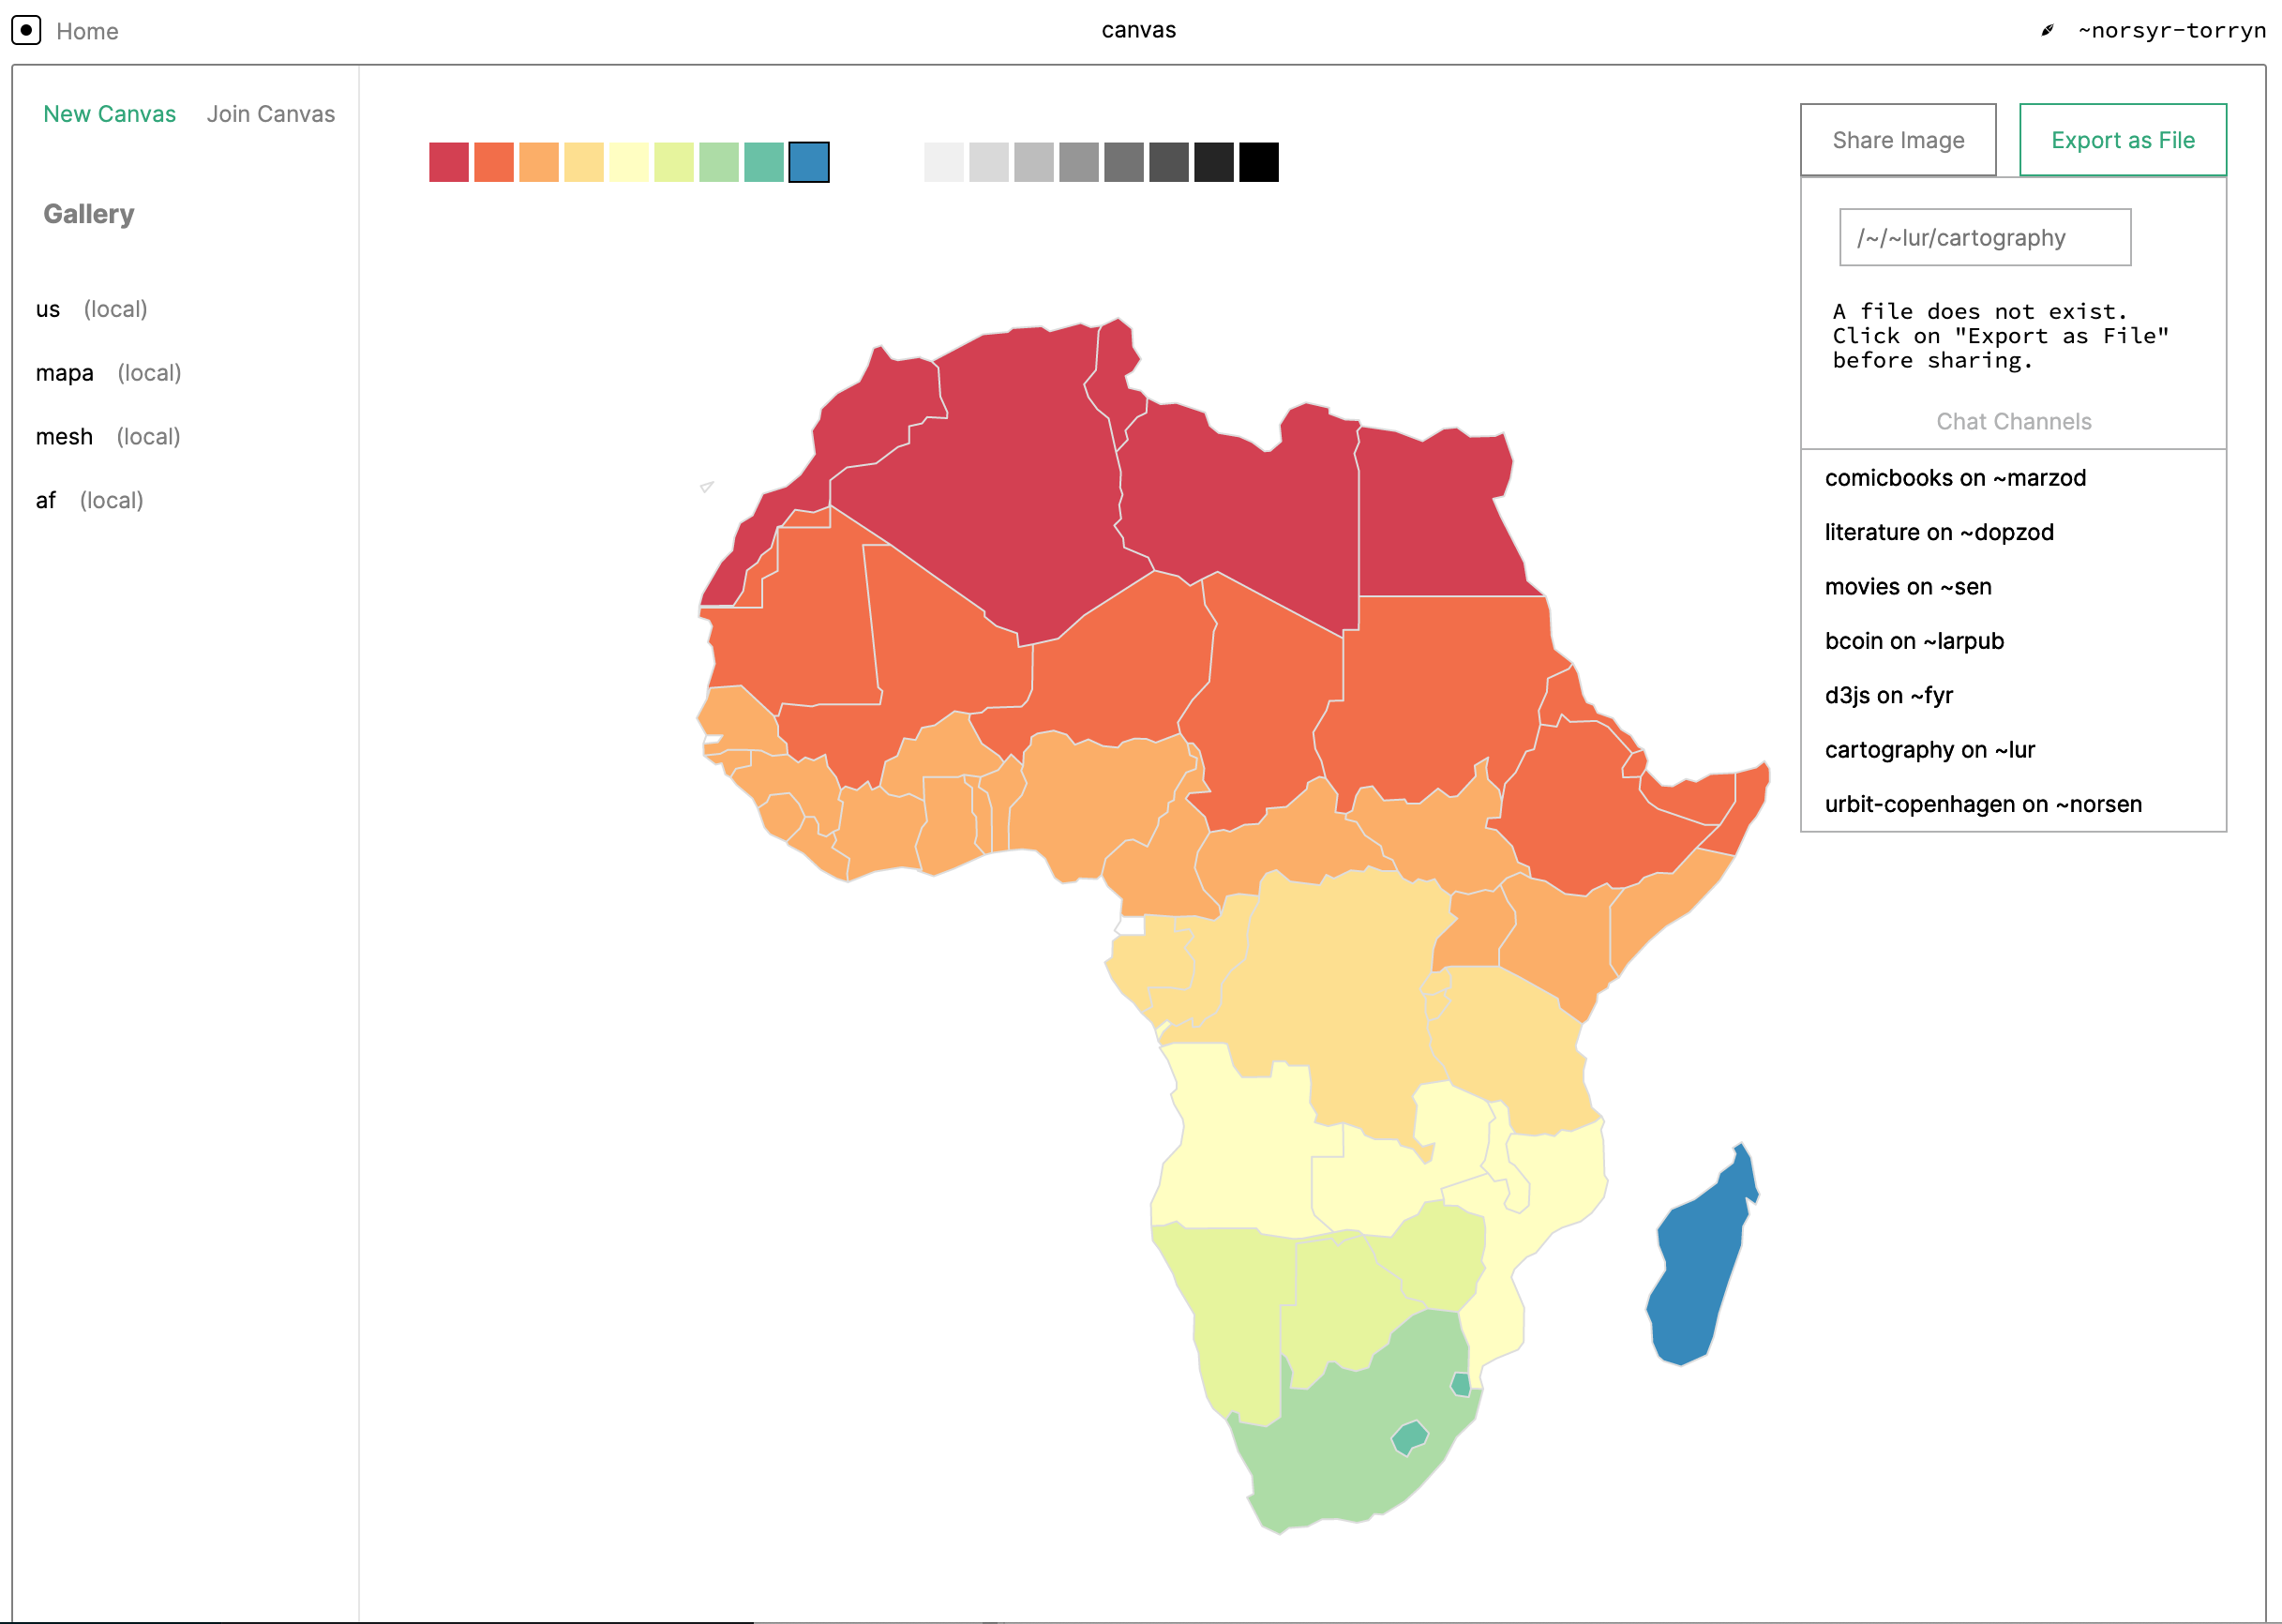 Home
canvas
~norsyr-torryn
New Canvas
Join Canvas
Share Image
Export as File
Gallery
us (local)
mapa (local)
mesh (local)
af (local)
/~/~lur/cartography
A file does not exist.
Click on "Export as File"
before sharing.
Chat Channels
comicbooks on ~marzod
literature on ~dopzod
movies on ~sen
bcoin on ~larpub
d3js on ~fyr
cartography on ~lur
urbit-copenhagen on ~norsen